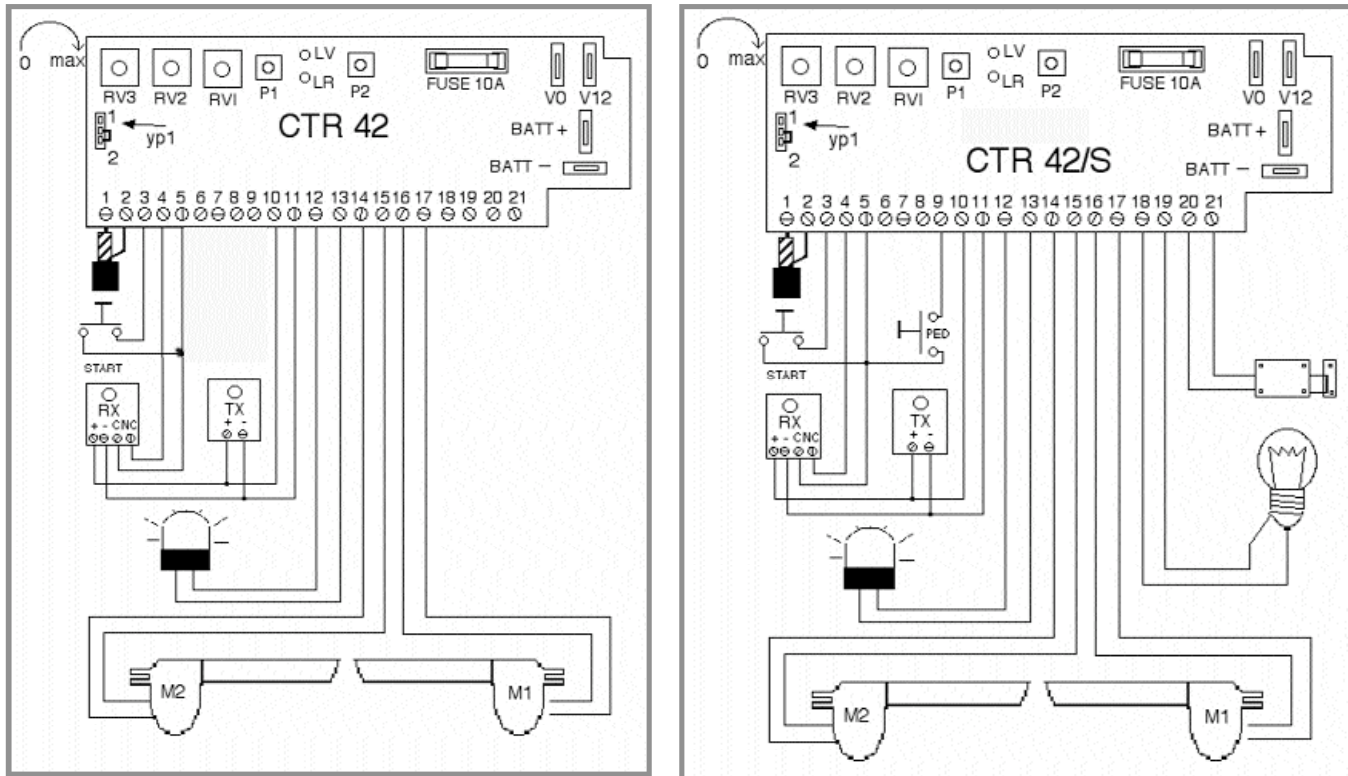 0 max
LV
LR
RV3 RV2 RV1 P1 P2
FUSE 10A
V0 V12
1
yp1
2
CTR 42
BATT +
BATT -
1 2 3 4 5 6 7 8 9 10 11 12 13 14 15 16 17 18 19 20 21
START
RX
+ - CNC
TX
+ -
M2
M1
0 max
LV
LR
RV3 RV2 RV1 P1 P2
FUSE 10A
V0 V12
1
yp1
2
CTR 42/S
BATT +
BATT -
1 2 3 4 5 6 7 8 9 10 11 12 13 14 15 16 17 18 19 20 21
PED
START
RX
+ - CNC
TX
+ -
M2
M1